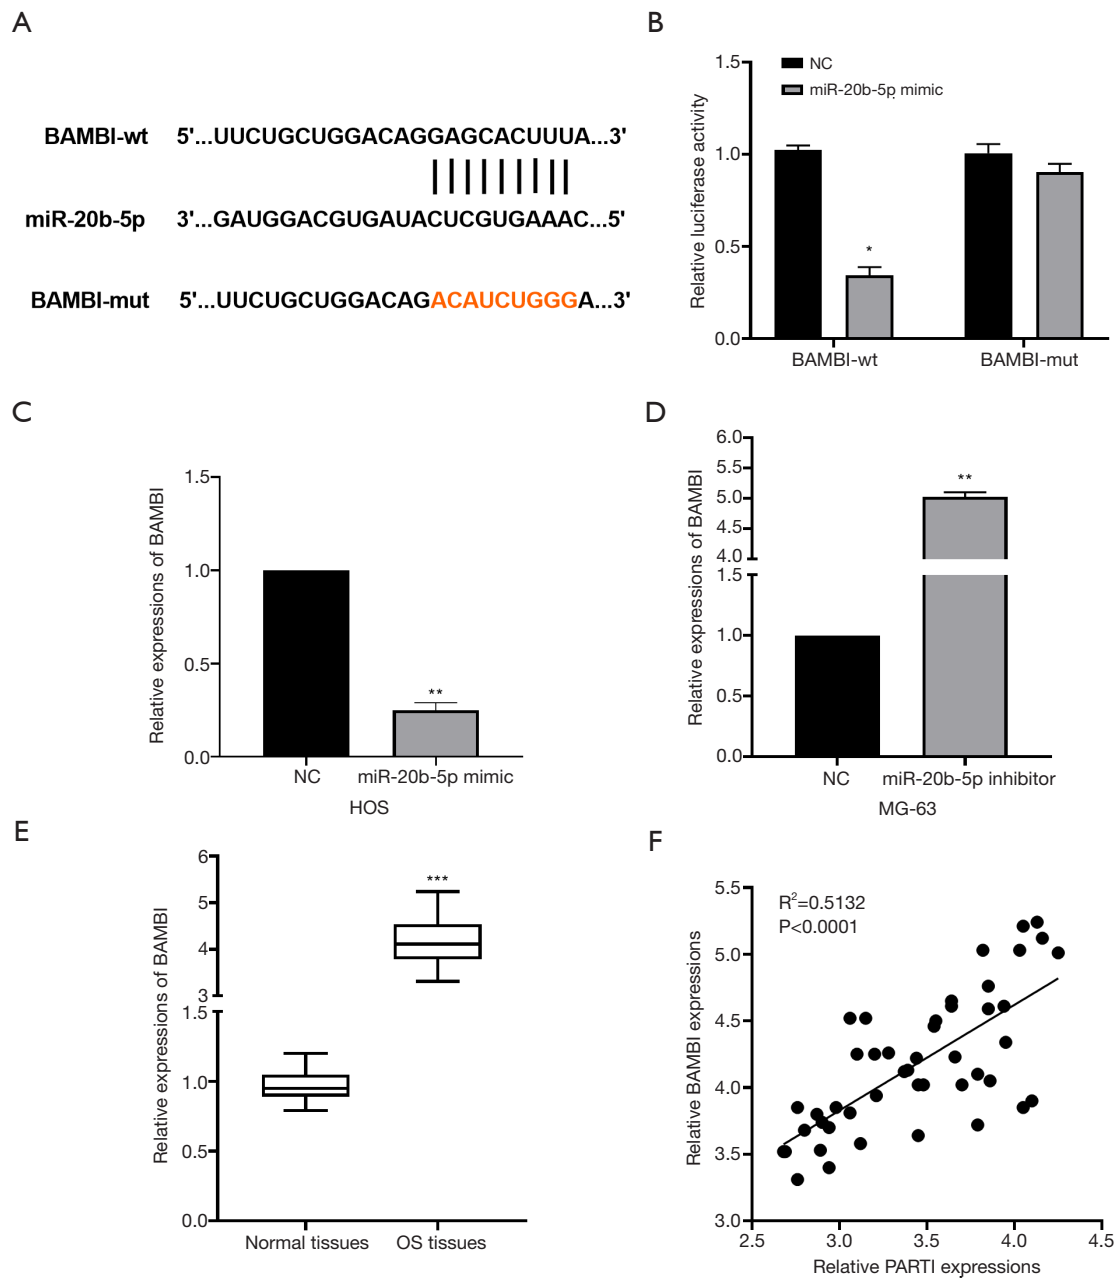 A
BAMBI-wt 5'...UUCUGCUGGACAGGAGCACUUUA...3'
miR-20b-5p 3'...GAUGGACGUGAUACUCGUGAAAC...5'
BAMBI-mut 5'...UUCUGCUGGACAGACAUCUGGGA...3'
B
Relative luciferase activity
1.5
1.0
0.5
0.0
NC
miR-20b-5p mimic
*
BAMBI-wt BAMBI-mut
C
Relative expressions of BAMBI
1.5
1.0
0.5
0.0
**
NC miR-20b-5p mimic
HOS
D
Relative expressions of BAMBI
6.0
5.5
5.0
4.5
4.0
1.5
1.0
0.5
0.0
**
NC miR-20b-5p inhibitor
MG-63
E
Relative expressions of BAMBI
6
5
4
3
1.5
1.0
0.5
0.0
***
Normal tissues OS tissues
F
Relative BAMBI expressions
5.5
5.0
4.5
4.0
3.5
3.0
R²=0.5132
P<0.0001
2.5 3.0 3.5 4.0 4.5
Relative PARTI expressions